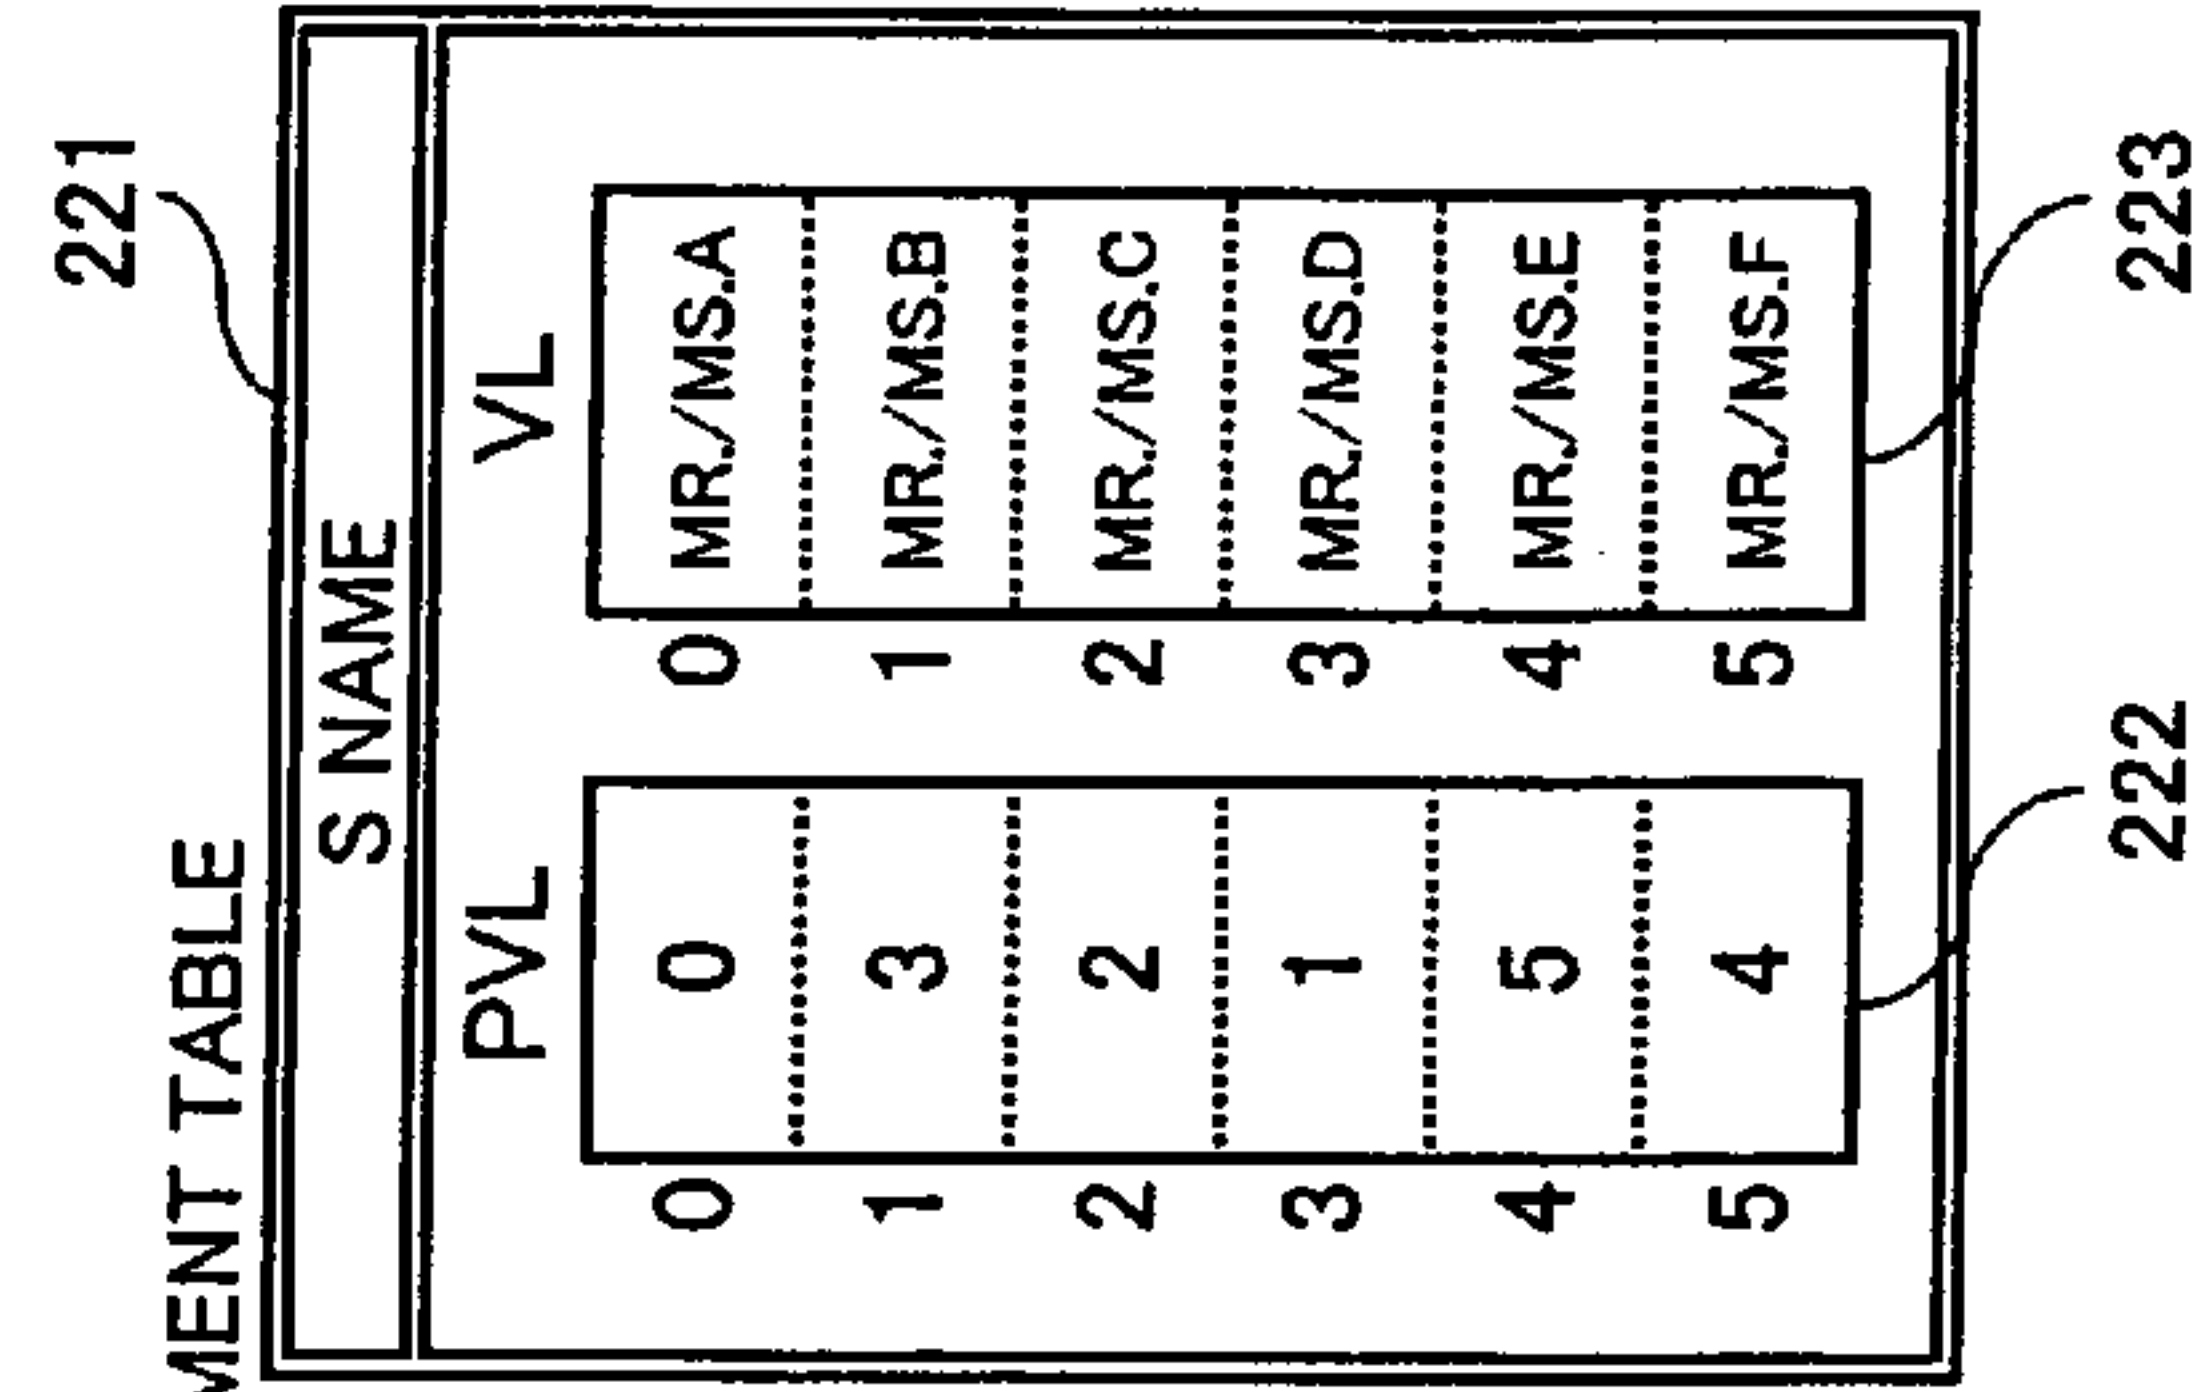 MENT TABLE
221
S NAME
PVL VL
0 0 0 MR./MS.A
1 3 1 MR./MS.B
2 2 2 MR./MS.C
3 1 3 MR./MS.D
4 5 4 MR./MS.E
5 4 5 MR./MS.F
222 223